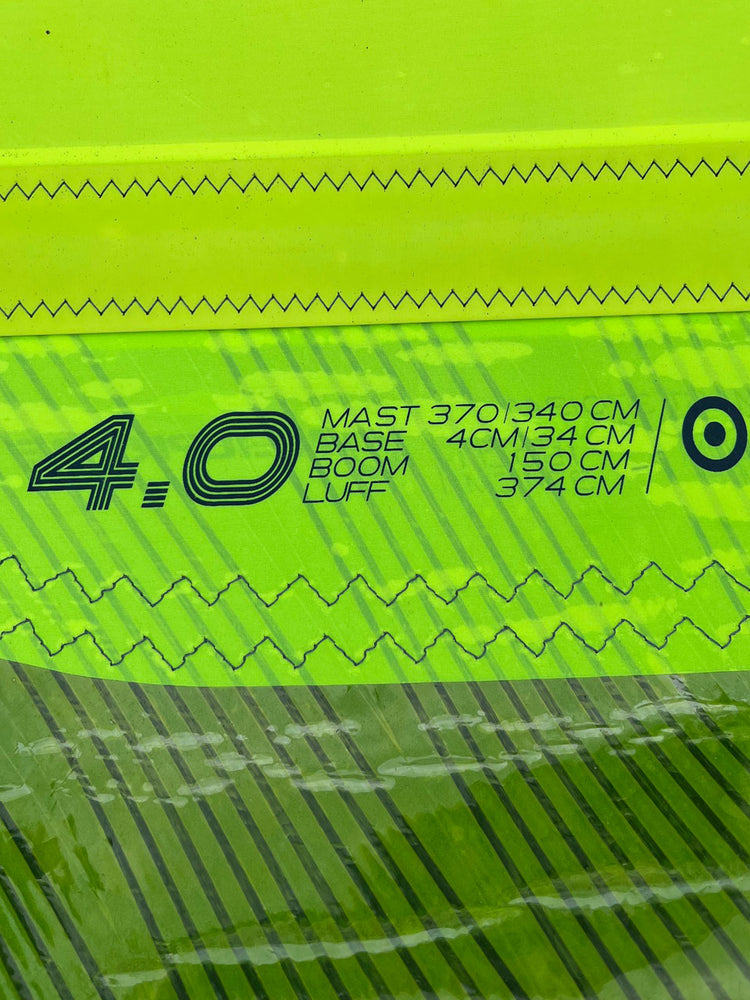 4.0
MAST 370|340 CM
BASE 4CM|34 CM
BOOM 150 CM
LUFF 374 CM